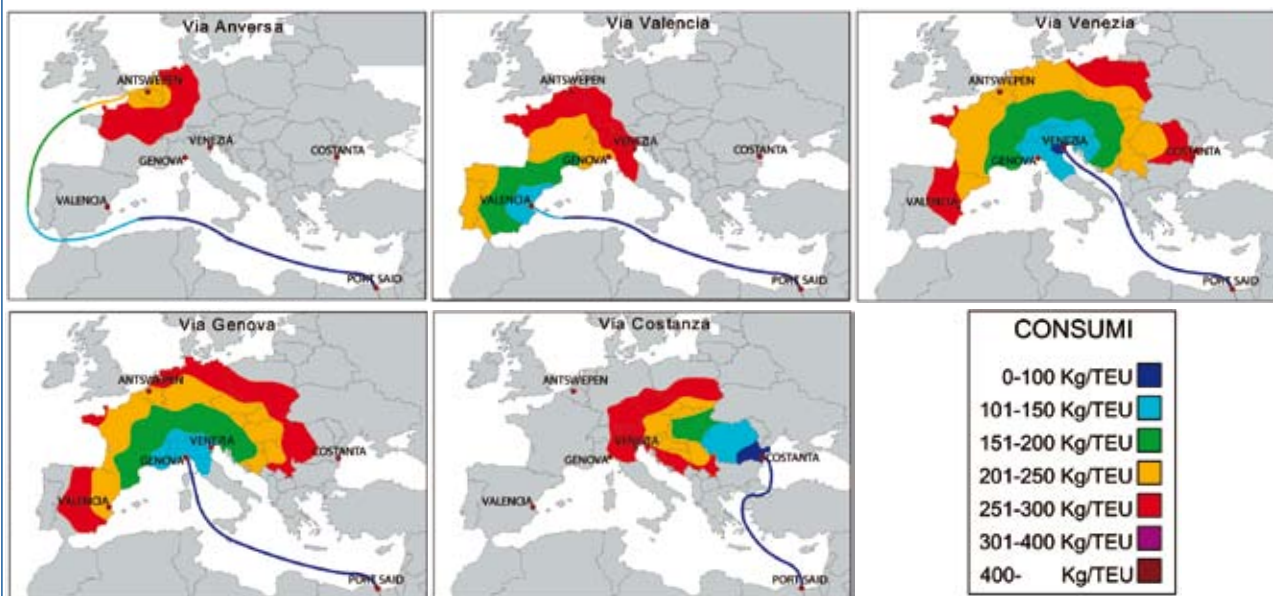 Via Anversa
ANTSWEPEN
VENEZIA
GENOVA
COSTANTA
VALENCIA
PORT SAID
Via Valencia
ANTSWEPEN
VENEZIA
GENOVA
COSTANTA
VALENCIA
PORT SAID
Via Venezia
ANTSWEPEN
VENEZIA
GENOVA
COSTANTA
VALENCIA
PORT SAID
Via Genova
ANTSWEPEN
VENEZIA
GENOVA
COSTANTA
VALENCIA
PORT SAID
Via Costanza
ANTSWEPEN
VENEZIA
GENOVA
COSTANTA
VALENCIA
PORT SAID
CONSUMI
0-100 Kg/TEU
101-150 Kg/TEU
151-200 Kg/TEU
201-250 Kg/TEU
251-300 Kg/TEU
301-400 Kg/TEU
400- Kg/TEU